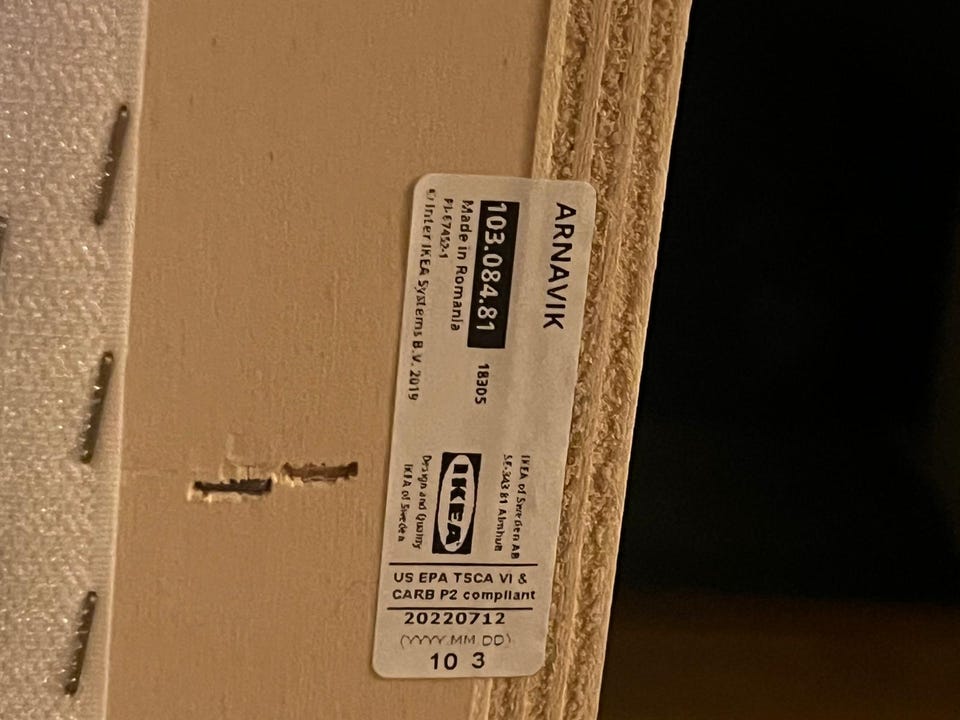 ARNAVIK
103.084.81 18305
Made in Romania
PI-67452-1
© Inter IKEA Systems B.V. 2019
IKEA of Sweden AB
SE-343 81 Älmhult
IKEA
Design and Quality
IKEA of Sweden
US EPA TSCA VI &
CARB P2 compliant
20220712
(YYYY.MM.DD)
10 3